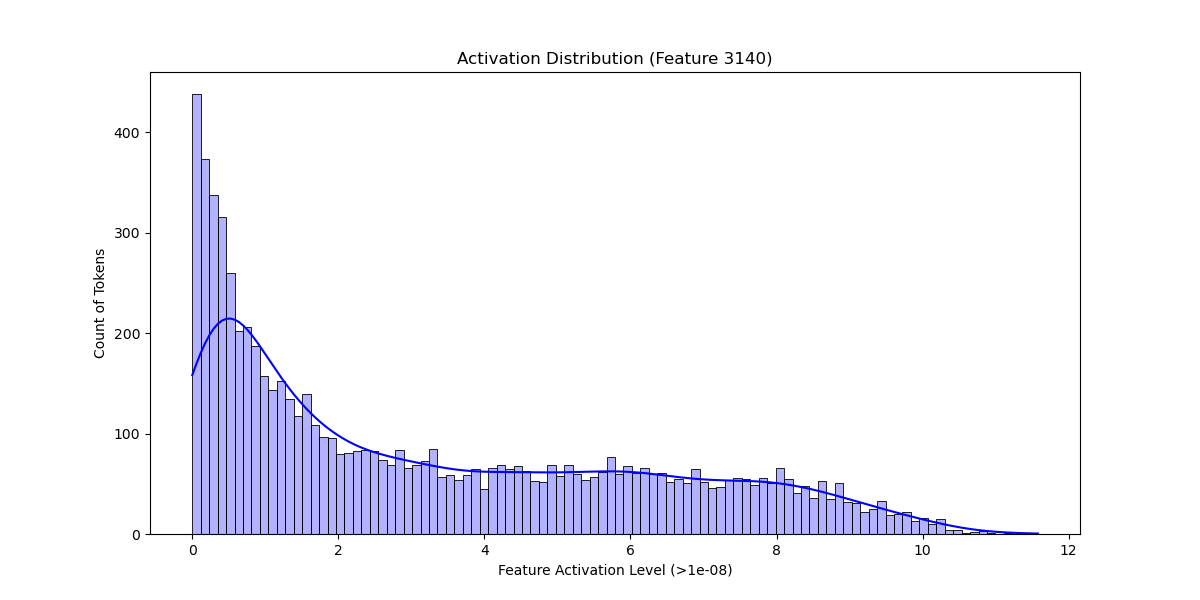 Activation Distribution (Feature 3140)
400
300
200
100
0
Count of Tokens
0 2 4 6 8 10 12
Feature Activation Level (>1e-08)